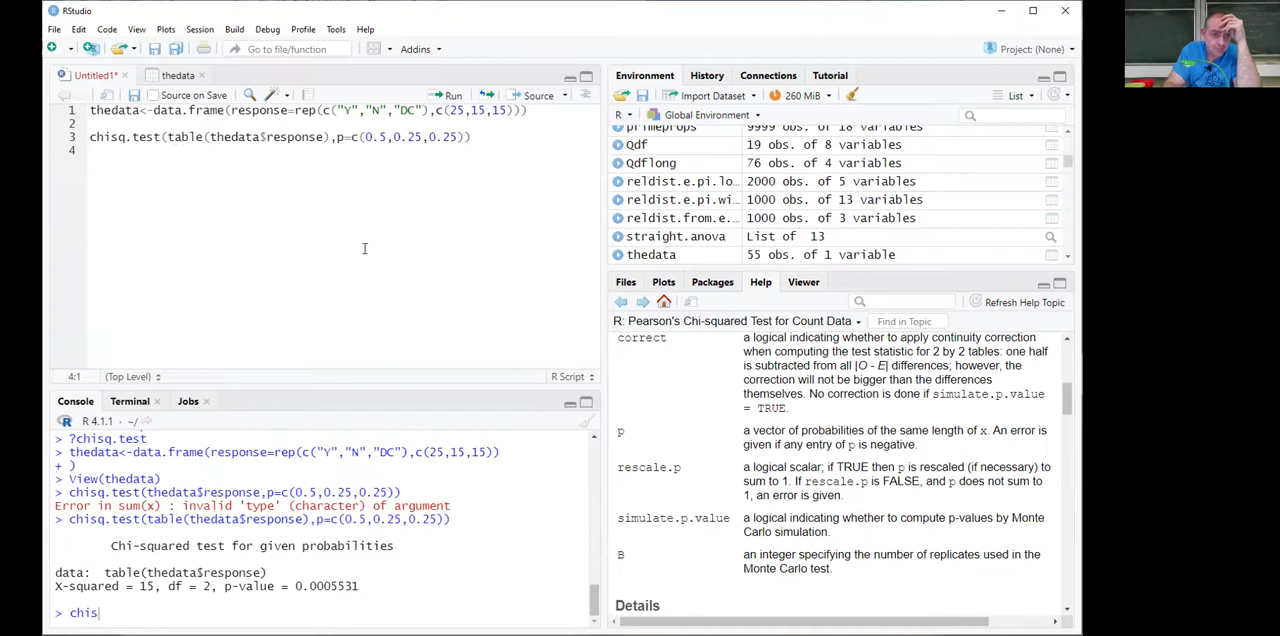 RStudio
File Edit Code View Plots Session Build Debug Profile Tools Help
Go to file/function Addins Project: (None)
Untitled1* thedata
Source on Save Run Source
1 thedata<-data.frame(response=rep(c("Y","N","DC"),c(25,15,15)))
2
3 chisq.test(table(thedata$response),p=c(0.5,0.25,0.25))
4
4:1 (Top Level) R Script
Console Terminal Jobs
R 4.1.1 · ~/
> ?chisq.test
> thedata<-data.frame(response=rep(c("Y","N","DC"),c(25,15,15))
+ )
> View(thedata)
> chisq.test(thedata$response,p=c(0.5,0.25,0.25))
Error in sum(x) : invalid 'type' (character) of argument
> chisq.test(table(thedata$response),p=c(0.5,0.25,0.25))
Chi-squared test for given probabilities
data: table(thedata$response)
X-squared = 15, df = 2, p-value = 0.0005531
> chis
Environment History Connections Tutorial
Import Dataset 260 MiB List
R Global Environment
primeprops 9999 obs. of 18 variables
Qdf 19 obs. of 8 variables
Qdflong 76 obs. of 4 variables
reldist.e.pi.lo… 2000 obs. of 5 variables
reldist.e.pi.wi… 1000 obs. of 13 variables
reldist.from.e.… 1000 obs. of 3 variables
straight.anova List of 13
thedata 55 obs. of 1 variable
Files Plots Packages Help Viewer
Refresh Help Topic
R: Pearson's Chi-squared Test for Count Data Find in Topic
correct a logical indicating whether to apply continuity correction
when computing the test statistic for 2 by 2 tables: one half
is subtracted from all |O - E| differences; however, the
correction will not be bigger than the differences
themselves. No correction is done if simulate.p.value
= TRUE.
p a vector of probabilities of the same length of x. An error is
given if any entry of p is negative.
rescale.p a logical scalar; if TRUE then p is rescaled (if necessary) to
sum to 1. If rescale.p is FALSE, and p does not sum to
1, an error is given.
simulate.p.value a logical indicating whether to compute p-values by Monte
Carlo simulation.
B an integer specifying the number of replicates used in the
Monte Carlo test.
Details